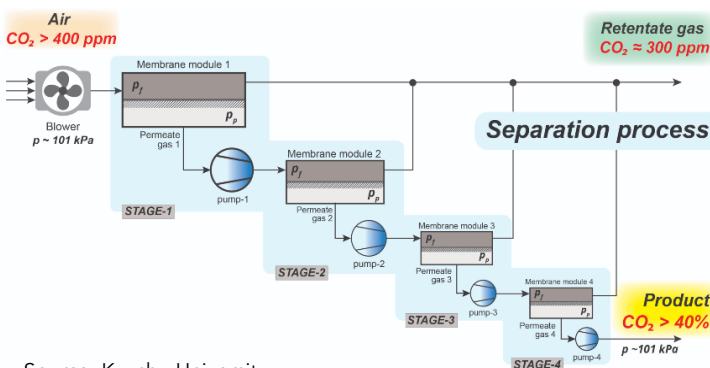 Air
CO₂ > 400 ppm
Blower
p ~ 101 kPa
Membrane module 1
p_f
p_p
Permeate
gas 1
pump-1
STAGE-1
Membrane module 2
p_f
p_p
Permeate
gas 2
pump-2
STAGE-2
Membrane module 3
p_f
p_p
Permeate
gas 3
pump-3
STAGE-3
Membrane module 4
p_f
p_p
Permeate
gas 4
pump-4
STAGE-4
Retentate gas
CO₂ ≈ 300 ppm
Separation process
Product
CO₂ > 40%
p ~101 kPa